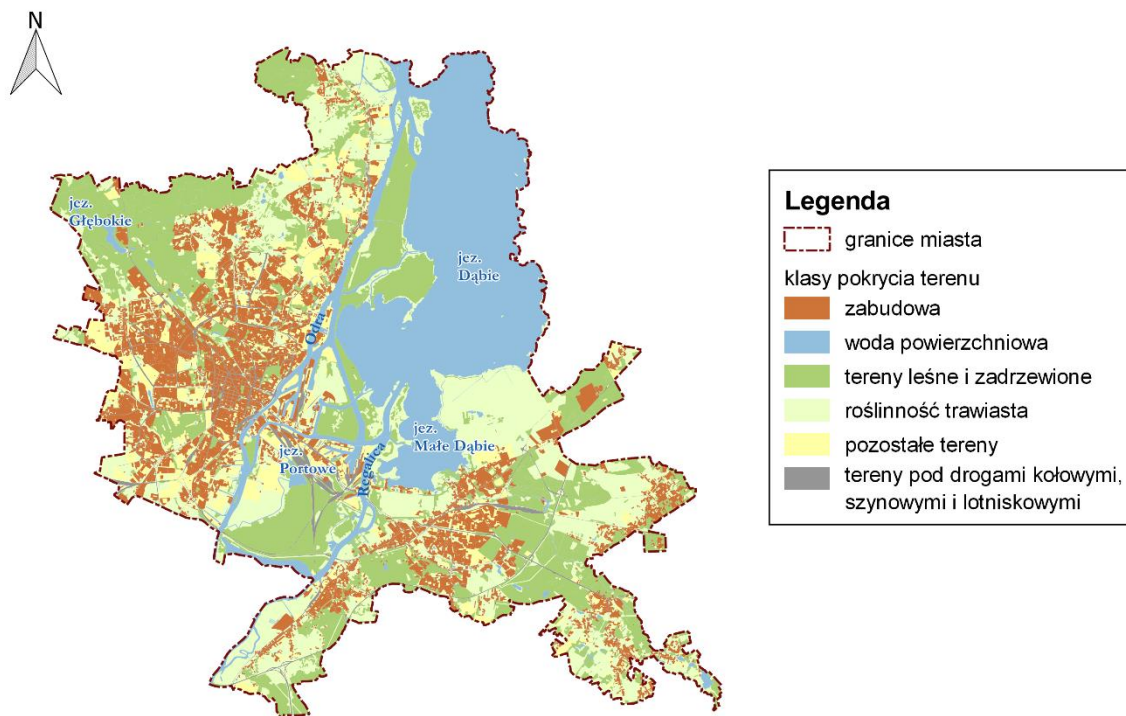 N
jez.
Głębokie
jez.
Dąbie
Odra
jez.
Małe Dąbie
jez.
Portowe
Regalica
Legenda
granice miasta
klasy pokrycia terenu
zabudowa
woda powierzchniowa
tereny leśne i zadrzewione
roślinność trawiasta
pozostałe tereny
tereny pod drogami kołowymi,
szynowymi i lotniskowymi